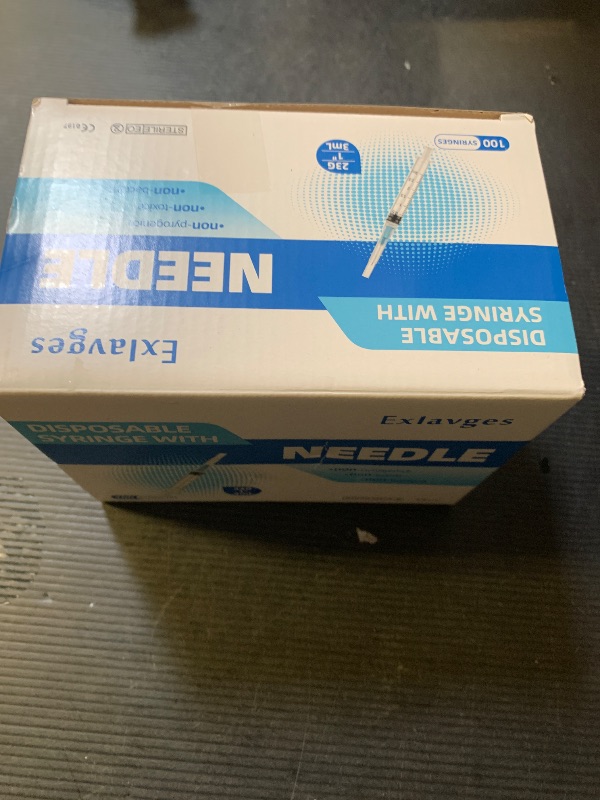 Exlavges
DISPOSABLE
SYRINGE WITH
NEEDLE
•non-pyrogenic
•non-toxic
23G
1"
3mL
100 SYRINGES
STERILE EO
CE
Exlavges
DISPOSABLE
SYRINGE WITH
NEEDLE